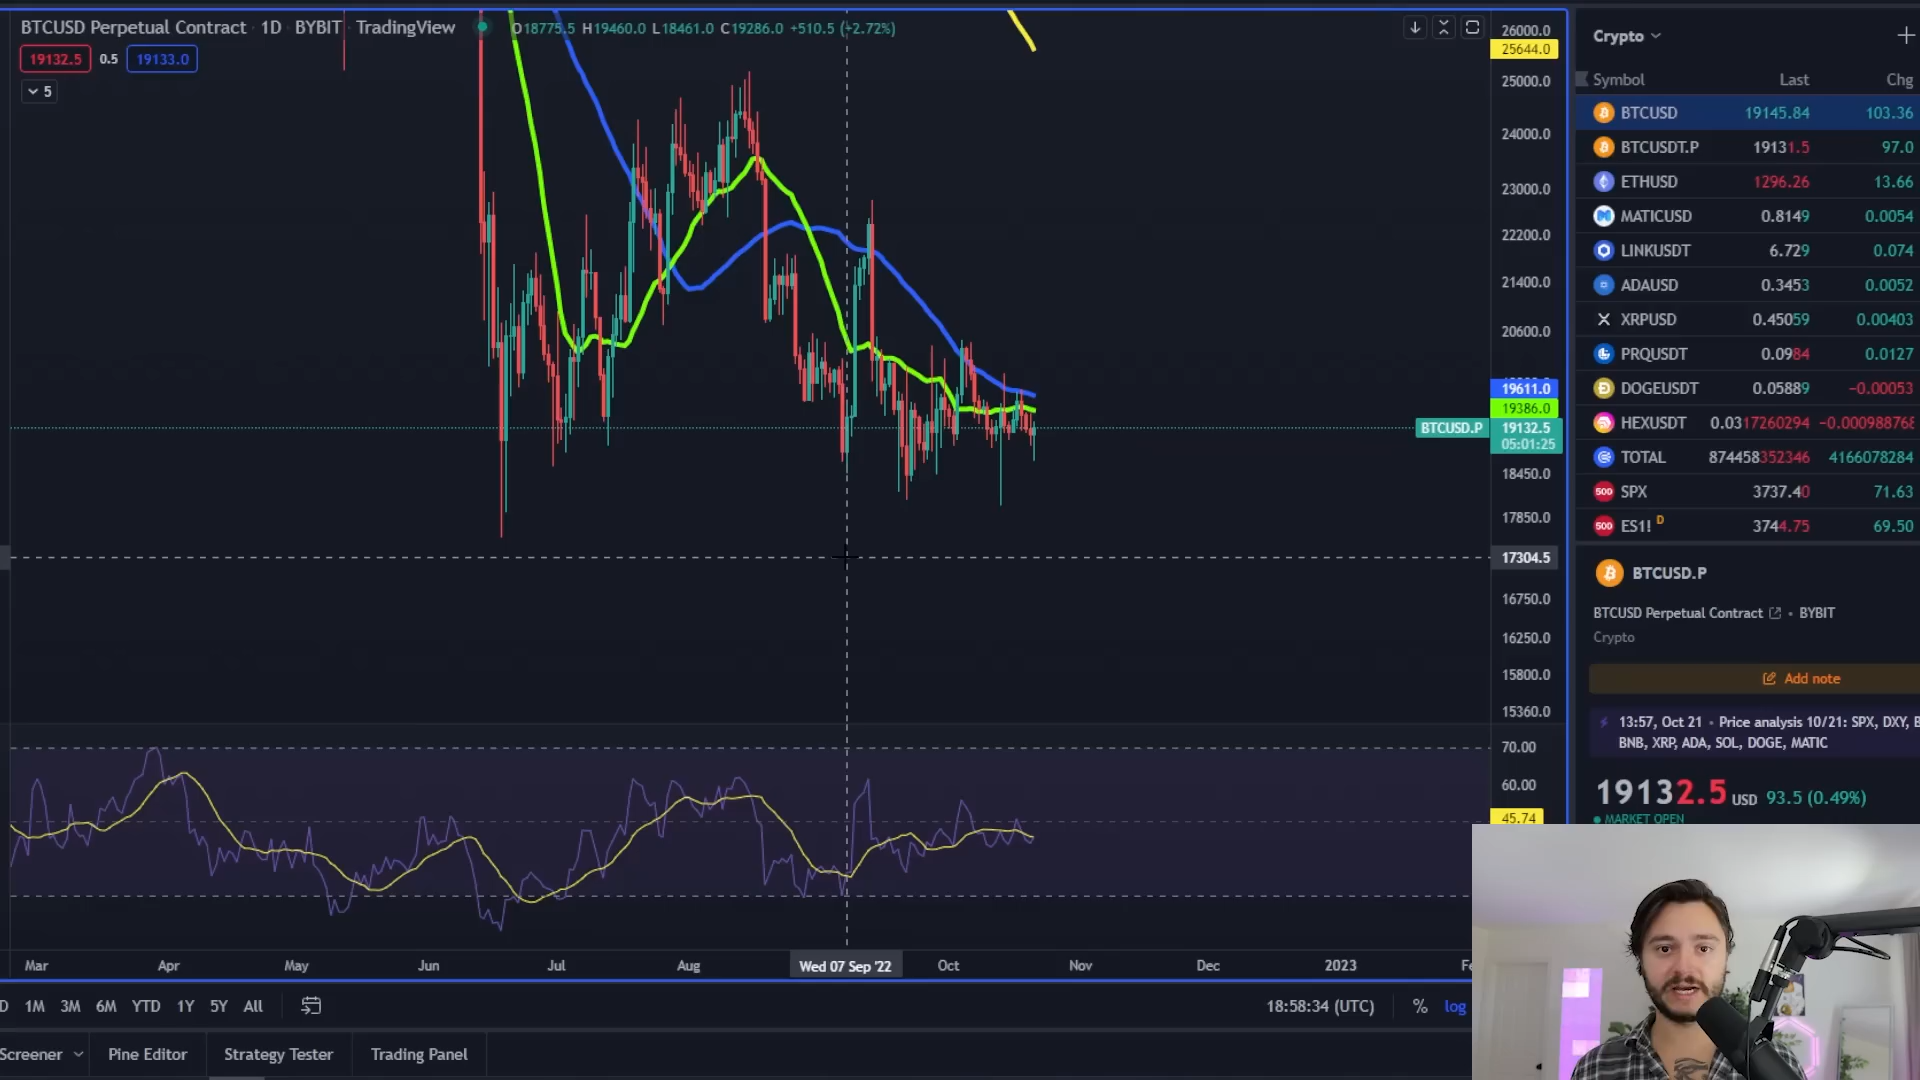 BTCUSD Perpetual Contract · 1D · BYBIT · TradingView O18775.5 H19460.0 L18461.0 C19286.0 +510.5 (+2.72%)
19132.5 0.5 19133.0
5
26000.0
25644.0
25000.0
24000.0
23000.0
22200.0
21400.0
20600.0
19611.0
19386.0
BTCUSD.P 19132.5
05:01:25
18450.0
17850.0
17304.5
16750.0
16250.0
15800.0
15360.0
70.00
60.00
45.74
Mar Apr May Jun Jul Aug Wed 07 Sep '22 Oct Nov Dec 2023
D 1M 3M 6M YTD 1Y 5Y All 18:58:34 (UTC) % log
Screener Pine Editor Strategy Tester Trading Panel
Crypto
Symbol Last Chg
BTCUSD 19145.84 103.36
BTCUSDT.P 19131.5 97.0
ETHUSD 1296.26 13.66
MATICUSD 0.8149 0.0054
LINKUSDT 6.729 0.074
ADAUSD 0.3453 0.0052
XRPUSD 0.45059 0.00403
PRQUSDT 0.0984 0.0127
DOGEUSDT 0.05889 −0.00053
HEXUSDT 0.0317260294 −0.000988768
TOTAL 874458352346 4166078284
500 SPX 3737.40 71.63
500 ES1! D 3744.75 69.50
BTCUSD.P
BTCUSD Perpetual Contract • BYBIT
Crypto
Add note
13:57, Oct 21 • Price analysis 10/21: SPX, DXY, B
BNB, XRP, ADA, SOL, DOGE, MATIC
19132.5 USD 93.5 (0.49%)
MARKET OPEN